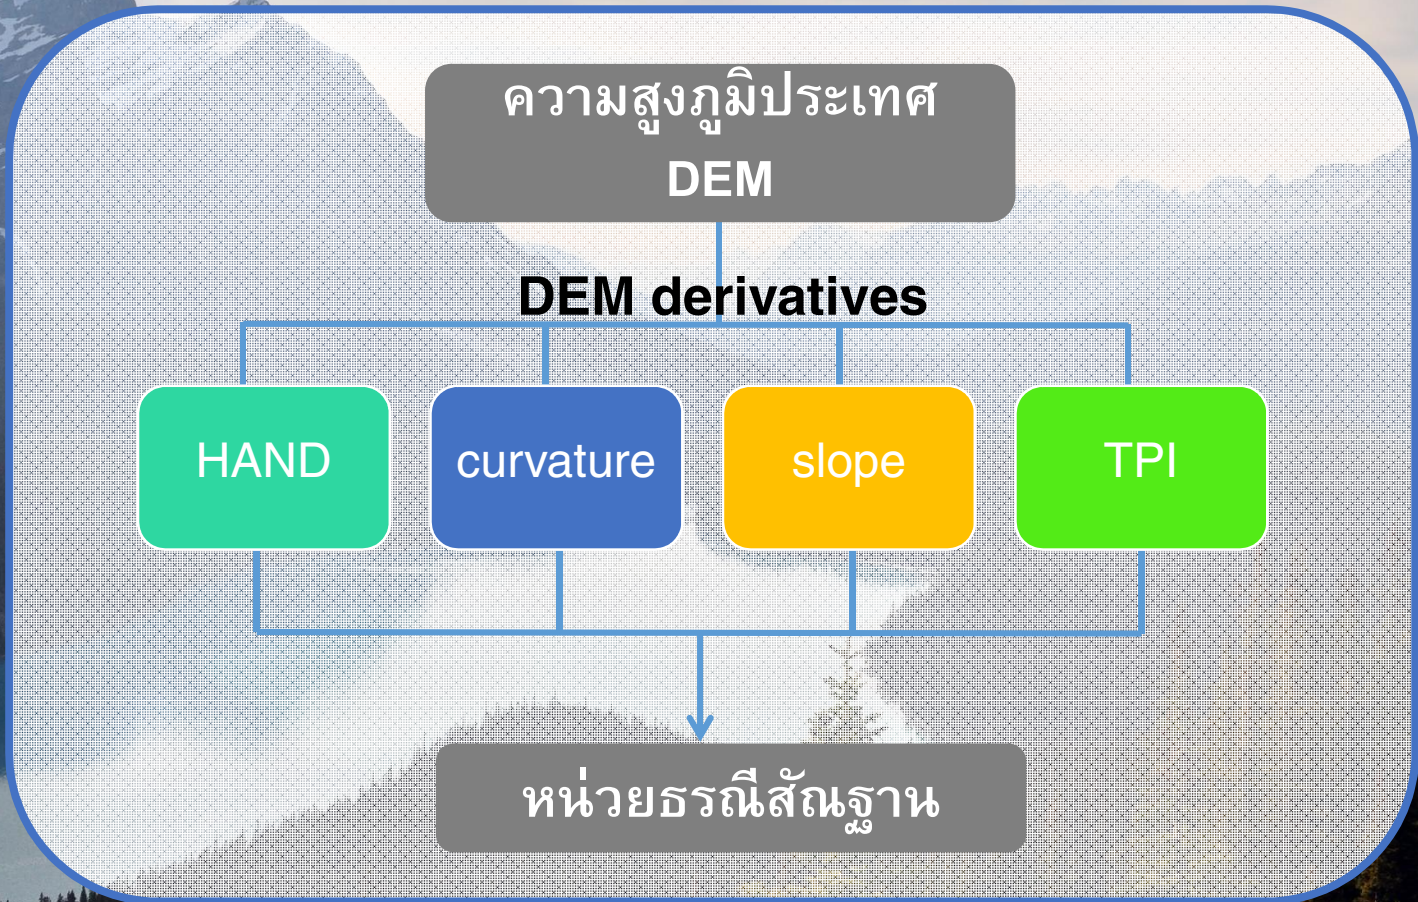 ความสูงภูมิประเทศ
DEM
DEM derivatives
HAND
curvature
slope
TPI
หน่วยธรณีสัณฐาน